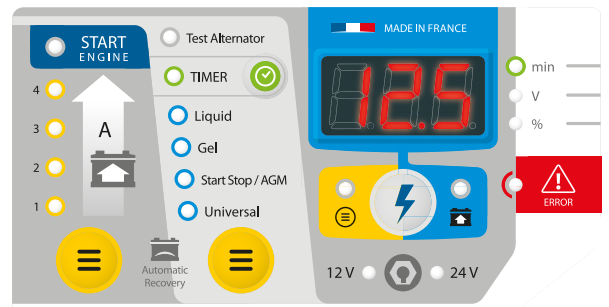 START
ENGINE
4
3
2
1
A
Test Alternator
TIMER
Liquid
Gel
Start Stop / AGM
Universal
Automatic
Recovery
MADE IN FRANCE
12.5
min
V
%
ERROR
12 V
24 V